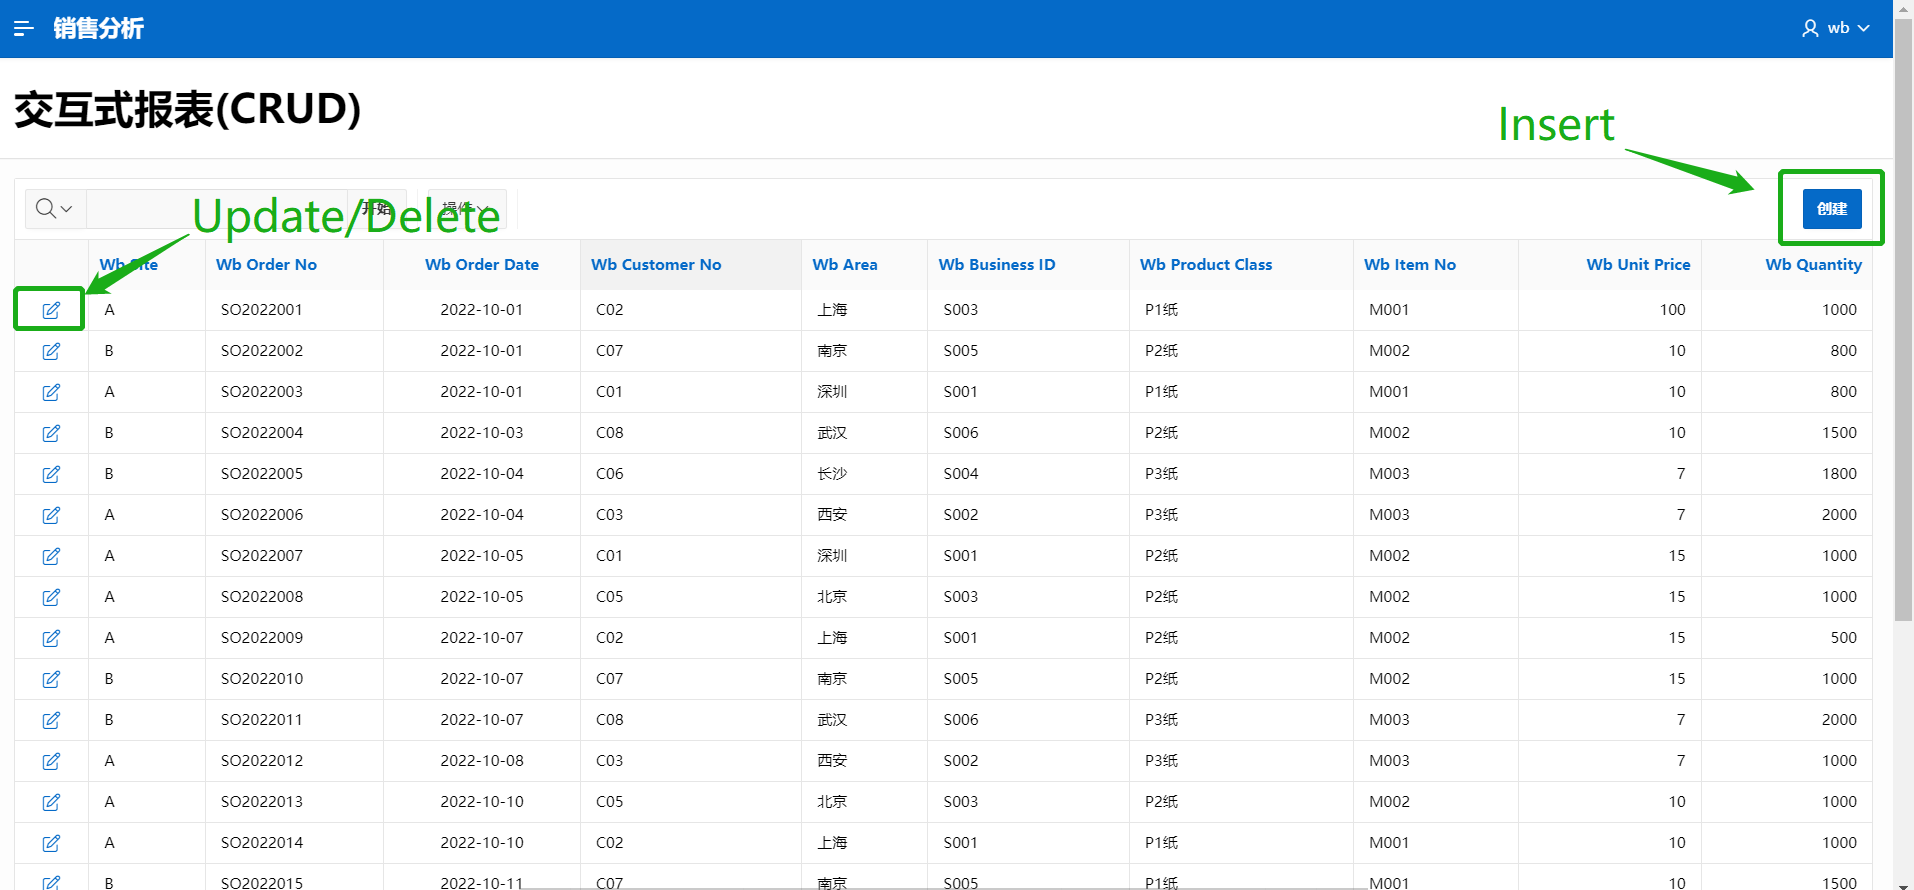 销售分析
wb
交互式报表(CRUD)
Insert
开始
操作
Update/Delete
创建
Wb Site Wb Order No Wb Order Date Wb Customer No Wb Area Wb Business ID Wb Product Class Wb Item No Wb Unit Price Wb Quantity
A SO2022001 2022-10-01 C02 上海 S003 P1纸 M001 100 1000
B SO2022002 2022-10-01 C07 南京 S005 P2纸 M002 10 800
A SO2022003 2022-10-01 C01 深圳 S001 P1纸 M001 10 800
B SO2022004 2022-10-03 C08 武汉 S006 P2纸 M002 10 1500
B SO2022005 2022-10-04 C06 长沙 S004 P3纸 M003 7 1800
A SO2022006 2022-10-04 C03 西安 S002 P3纸 M003 7 2000
A SO2022007 2022-10-05 C01 深圳 S001 P2纸 M002 15 1000
A SO2022008 2022-10-05 C05 北京 S003 P2纸 M002 15 1000
A SO2022009 2022-10-07 C02 上海 S001 P2纸 M002 15 500
B SO2022010 2022-10-07 C07 南京 S005 P2纸 M002 15 1000
B SO2022011 2022-10-07 C08 武汉 S006 P3纸 M003 7 2000
A SO2022012 2022-10-08 C03 西安 S002 P3纸 M003 7 1000
A SO2022013 2022-10-10 C05 北京 S003 P2纸 M002 10 1000
A SO2022014 2022-10-10 C02 上海 S001 P1纸 M001 10 1000
B SO2022015 2022-10-11 C07 南京 S005 P1纸 M001 10 1500